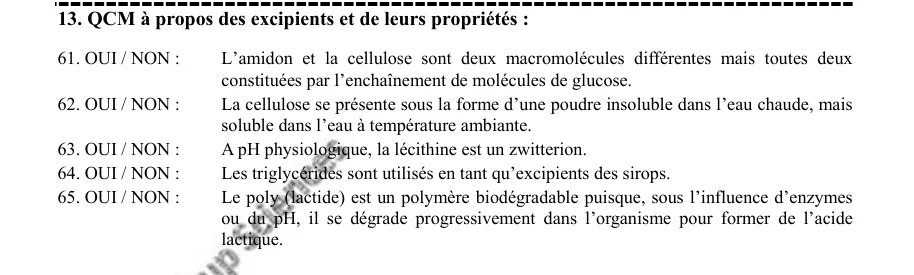 13. QCM à propos des excipients et de leurs propriétés :
61. OUI / NON : L’amidon et la cellulose sont deux macromolécules différentes mais toutes deux
constituées par l’enchaînement de molécules de glucose.
62. OUI / NON : La cellulose se présente sous la forme d’une poudre insoluble dans l’eau chaude, mais
soluble dans l’eau à température ambiante.
63. OUI / NON : A pH physiologique, la lécithine est un zwitterion.
64. OUI / NON : Les triglycérides sont utilisés en tant qu’excipients des sirops.
65. OUI / NON : Le poly (lactide) est un polymère biodégradable puisque, sous l’influence d’enzymes
ou du pH, il se dégrade progressivement dans l’organisme pour former de l’acide
lactique.
up Sciences